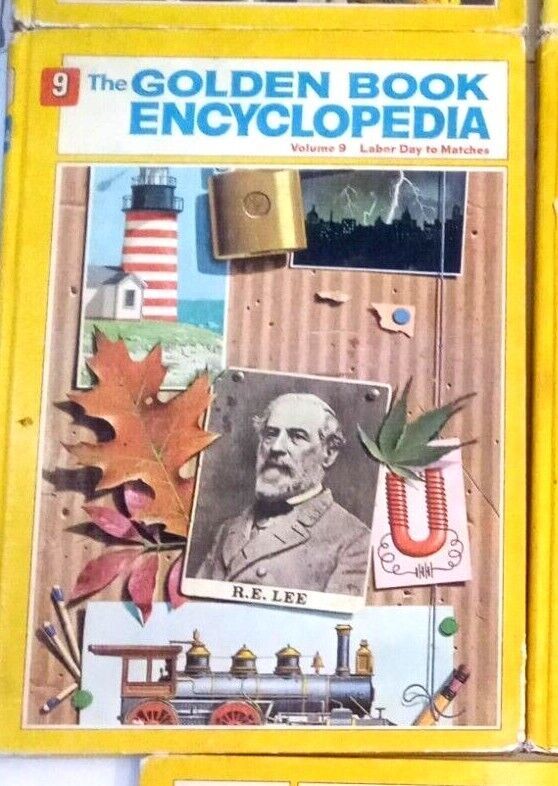 9 The GOLDEN BOOK
ENCYCLOPEDIA
Volume 9 Labor Day to Matches
R.E. LEE